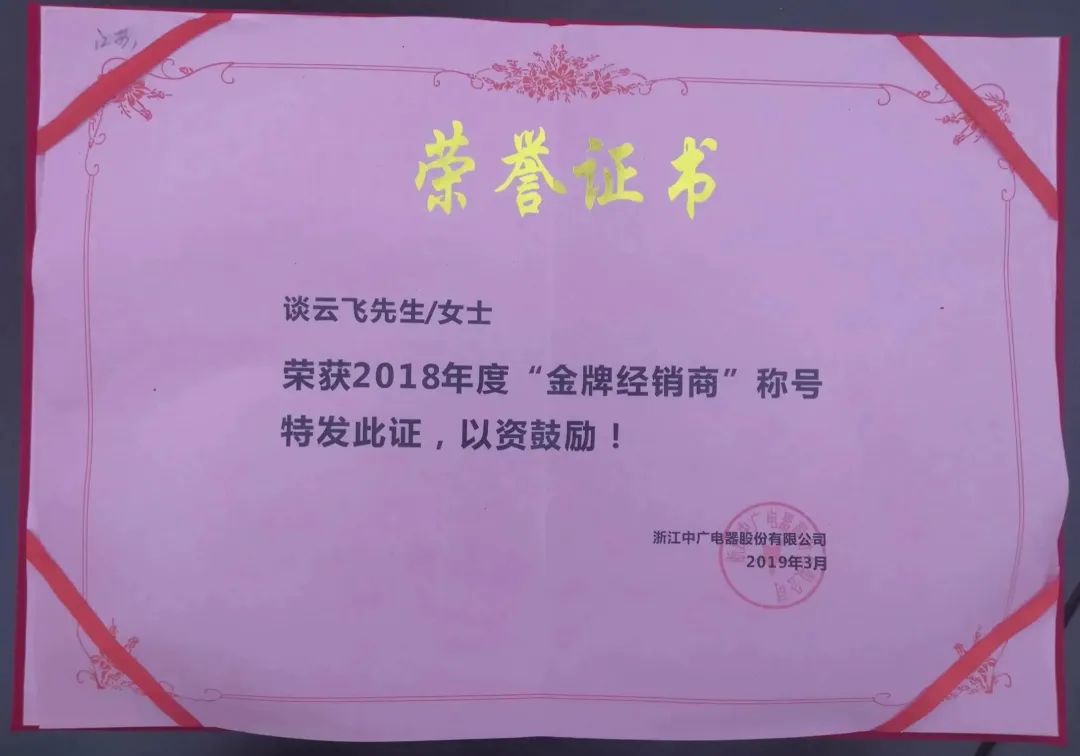 江苏,
荣誉证书
谈云飞先生/女士
荣获2018年度“金牌经销商”称号
特发此证，以资鼓励！
浙江中广电器股份有限公司
2019年3月